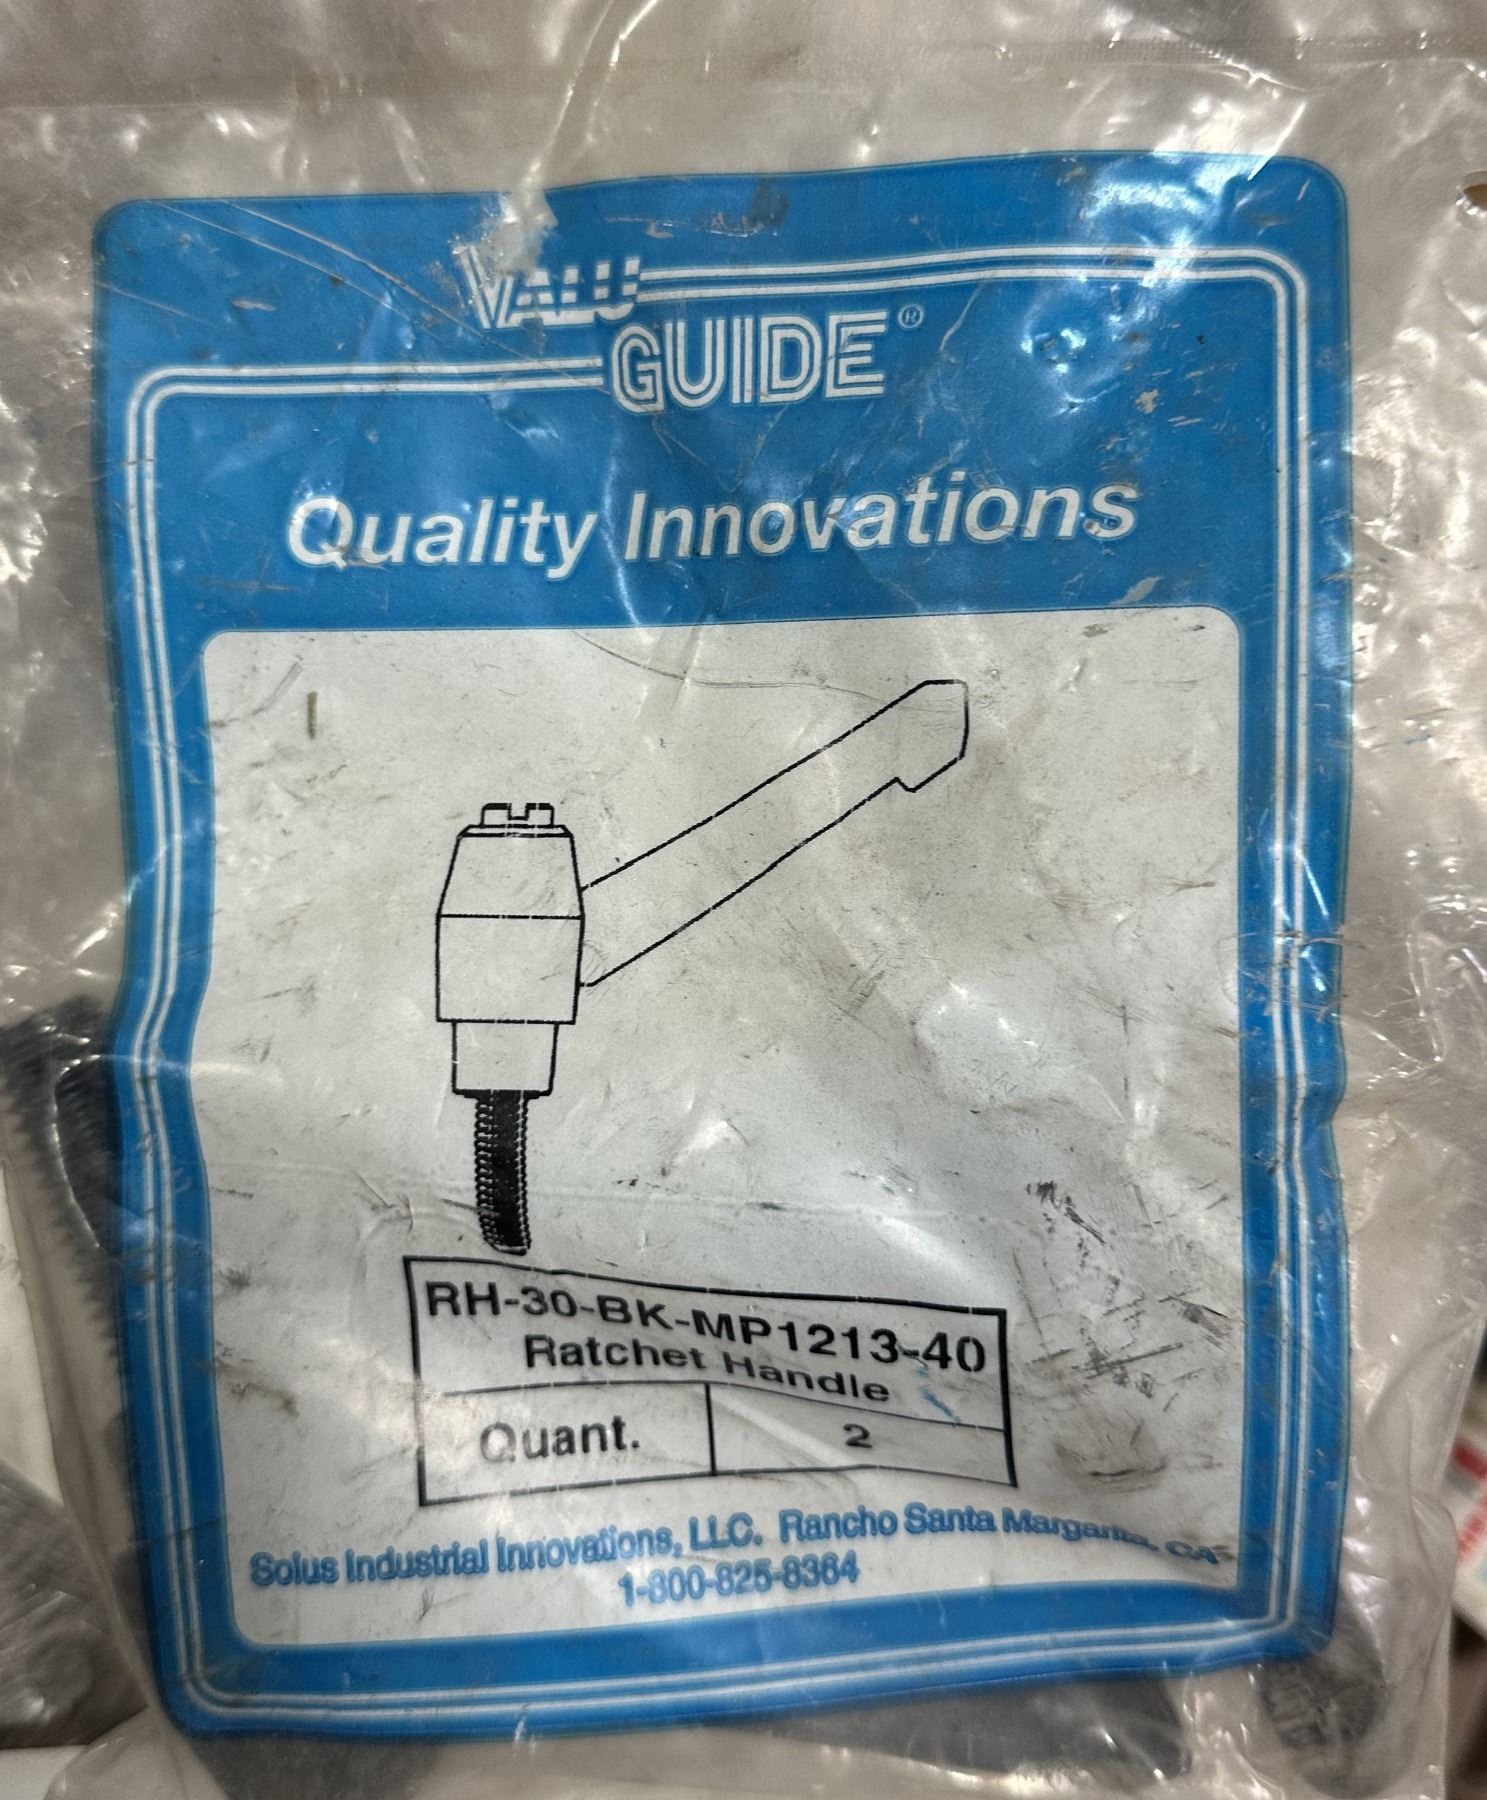 VALU
GUIDE®
Quality Innovations
RH-30-BK-MP1213-40
Ratchet Handle
Quant. 2
Solus Industrial Innovations, LLC. Rancho Santa Margarita, CA
1-800-825-8364